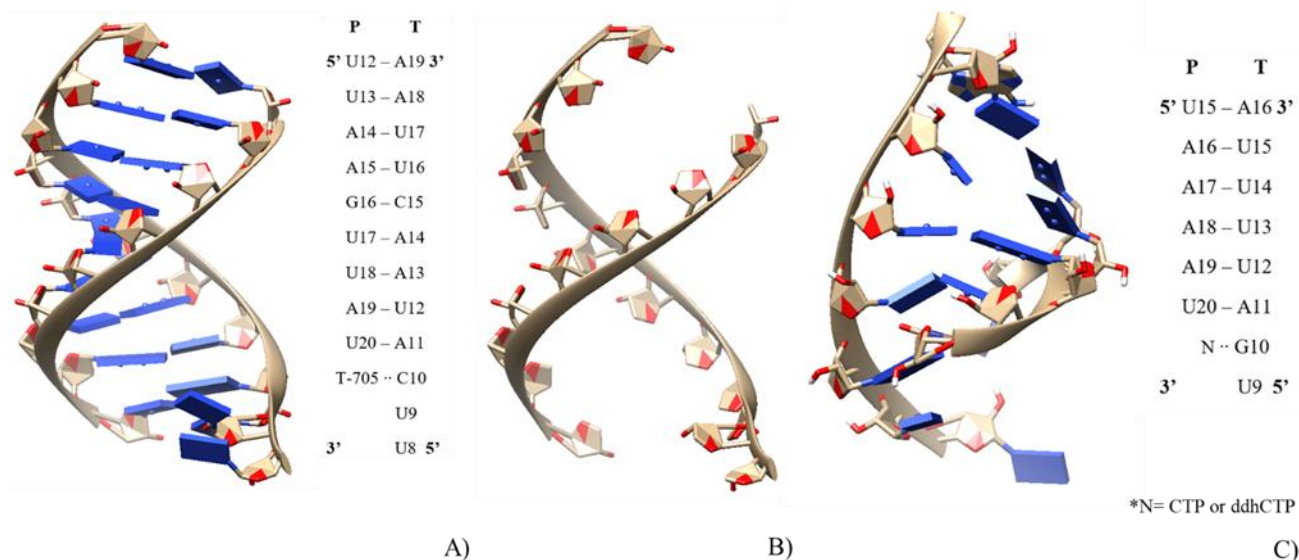 P T
5' U12 – A19 3'
U13 – A18
A14 – U17
A15 – U16
G16 – C15
U17 – A14
U18 – A13
A19 – U12
U20 – A11
T-705 ·· C10
U9
3' U8 5'
A)
B)
P T
5' U15 – A16 3'
A16 – U15
A17 – U14
A18 – U13
A19 – U12
U20 – A11
N ·· G10
3' U9 5'
*N= CTP or ddhCTP
C)